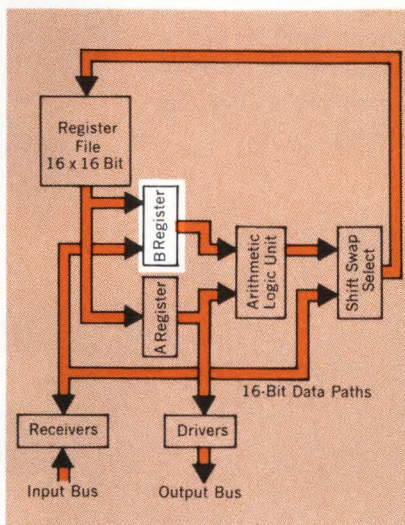 Register
File
16 x 16 Bit
B Register
A Register
Arithmetic
Logic Unit
Shift Swap
Select
16-Bit Data Paths
Receivers
Drivers
Input Bus
Output Bus